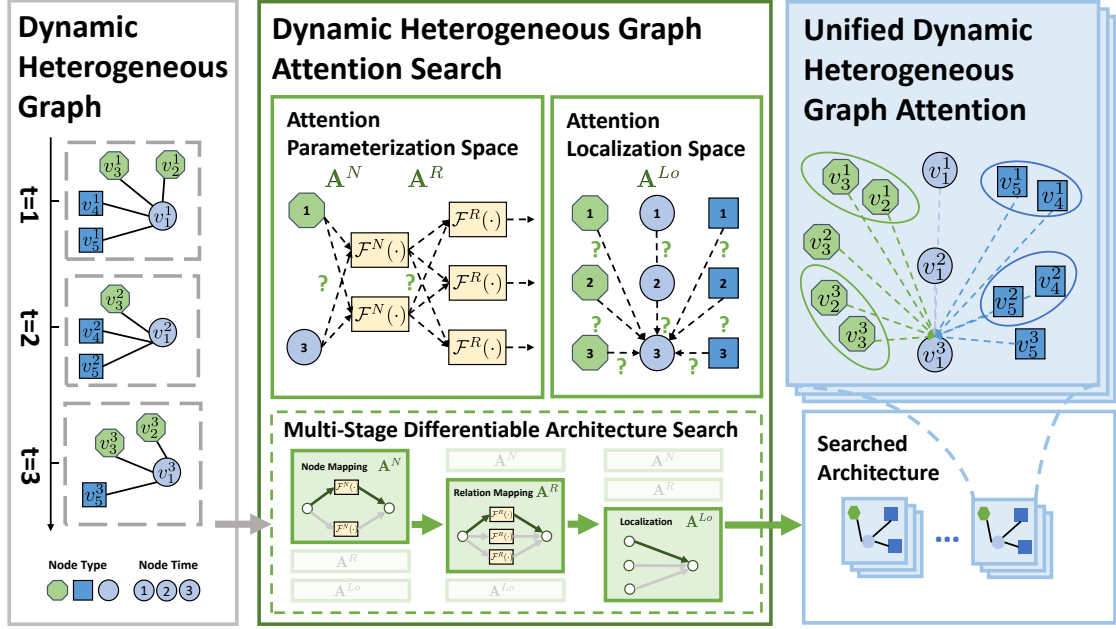 Dynamic
Heterogeneous
Graph
t=1
v_3^1
v_2^1
v_4^1
v_1^1
v_5^1
t=2
v_3^2
v_4^2
v_1^2
v_5^2
t=3
v_3^3
v_2^3
v_1^3
v_5^3
Node Type
Node Time
1 2 3
Dynamic Heterogeneous Graph
Attention Search
Attention
Parameterization Space
A^N A^R
1
F^R(·)
F^N(·)
? ?
F^R(·)
F^N(·)
3
F^R(·)
Attention
Localization Space
A^{Lo}
1 1 1
? ? ?
2 2 2
? ? ?
3 3 3
? ?
Multi-Stage Differentiable Architecture Search
Node Mapping A^N
F^N(·)
F^N(·)
A^R
A^{Lo}
A^N
Relation Mapping A^R
F^R(·)
F^R(·)
F^R(·)
A^{Lo}
A^N
A^R
Localization A^{Lo}
Unified Dynamic
Heterogeneous
Graph Attention
v_3^1
v_2^1
v_1^1
v_5^1
v_4^1
v_3^2
v_1^2
v_4^2
v_5^2
v_2^3
v_3^3
v_1^3
v_5^3
Searched
Architecture
...